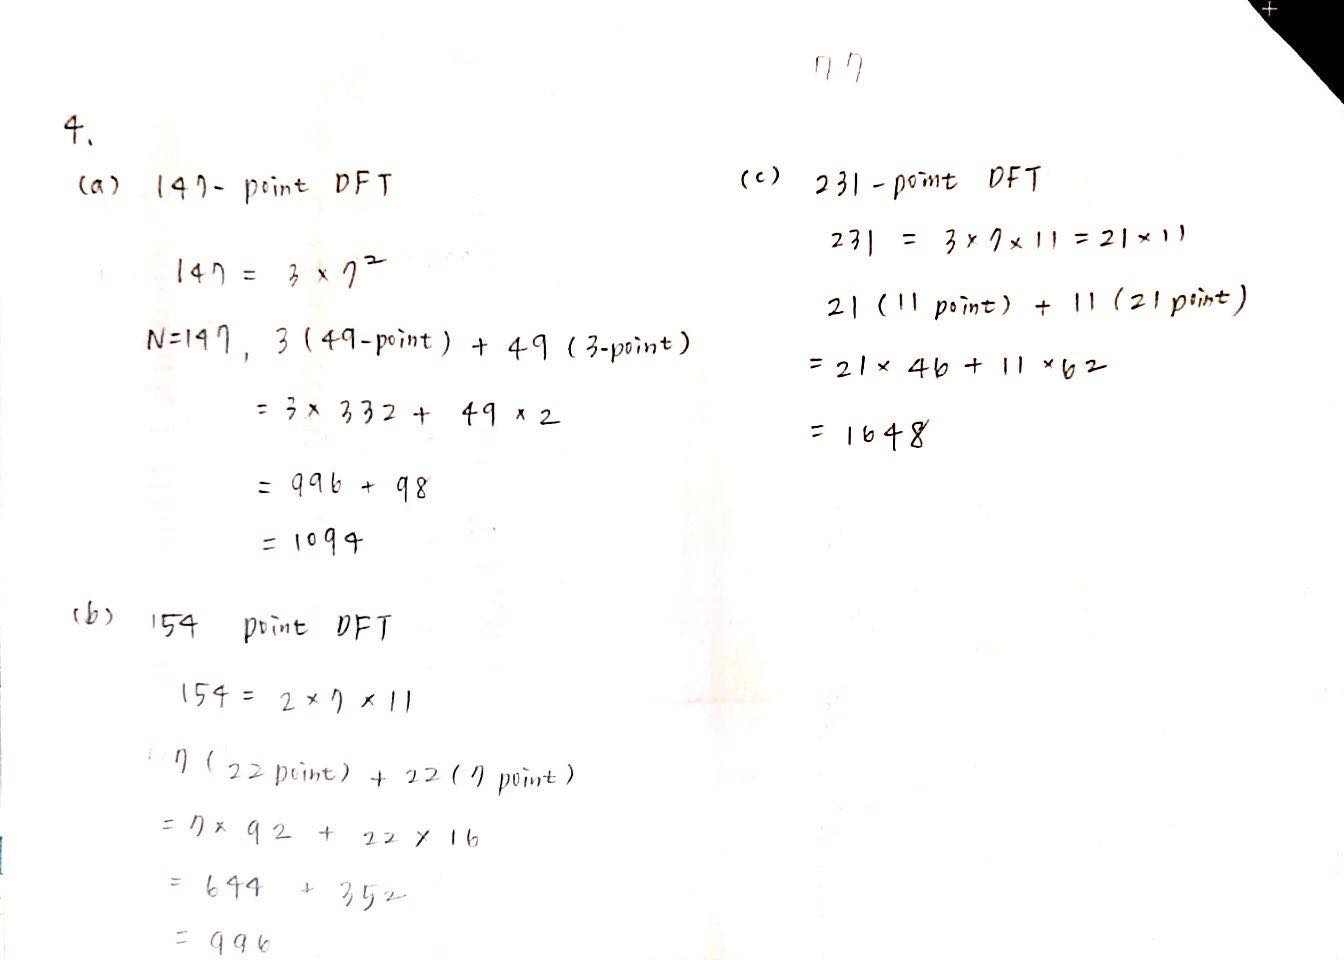 77
4.
(a) 147- point DFT
147 = 3 × 7²
N=147, 3 (49-point) + 49 (3-point)
= 3 × 332 + 49 × 2
= 996 + 98
= 1094
(b) 154 point DFT
154 = 2 × 7 × 11
7 (22 point) + 22 (7 point)
= 7 × 92 + 22 × 16
= 644 + 352
= 996
(c) 231 - point DFT
231 = 3 × 7 × 11 = 21 × 11
21 (11 point) + 11 (21 point)
= 21 × 46 + 11 × 62
= 1648